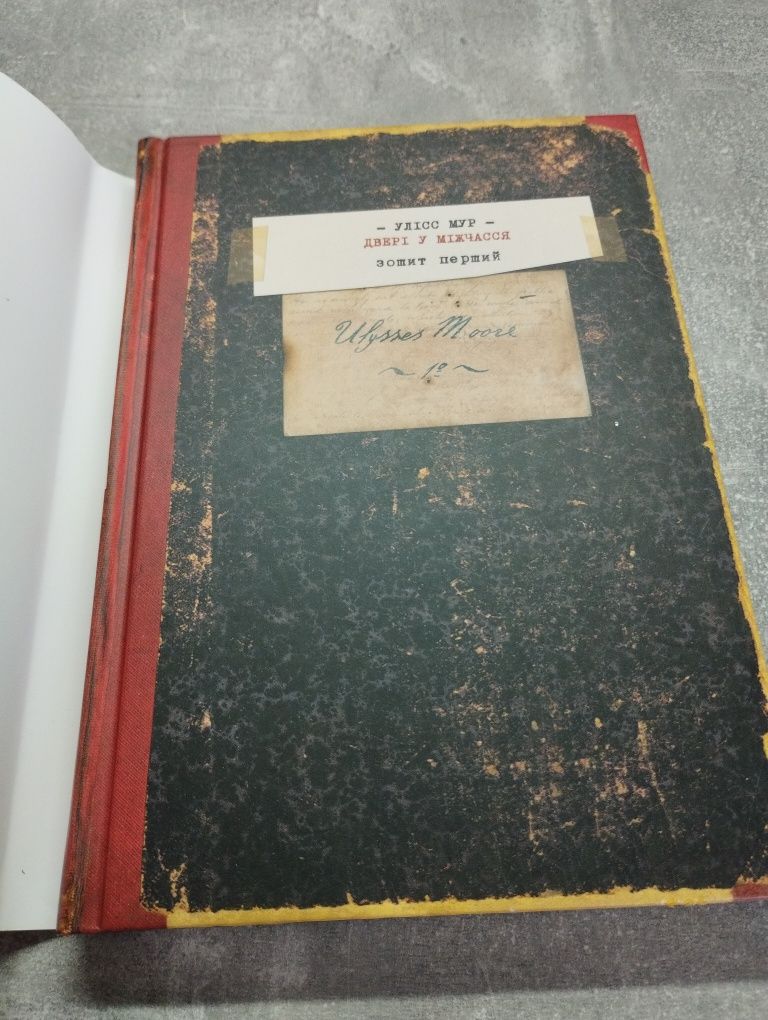 – УЛІСС МУР –
ДВЕРІ У МІЖЧАССЯ
зошит перший
Ulysses Moore
~ 1º ~